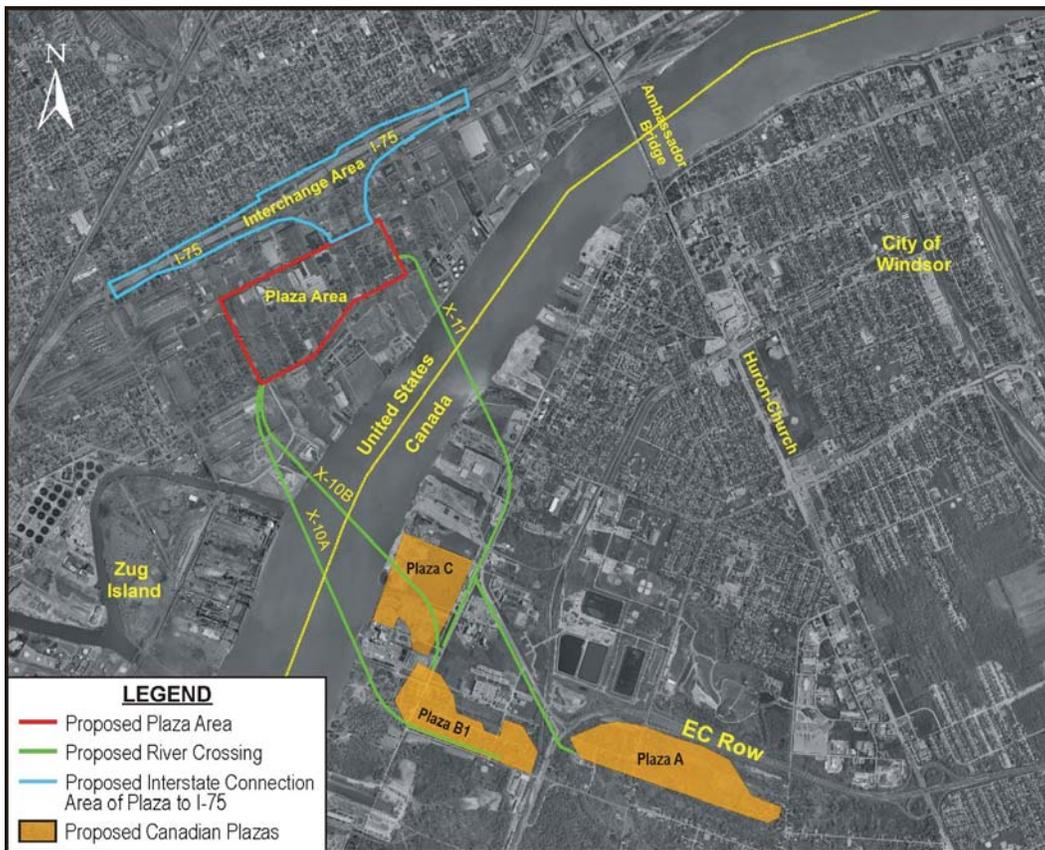 N
I-75
Interchange Area
I-75
Plaza Area
Ambassador
Bridge
City of
Windsor
X-11
United States
Canada
Huron-Church
X-10B
X-10A
Zug
Island
Plaza C
Plaza B1
Plaza A
EC Row
LEGEND
Proposed Plaza Area
Proposed River Crossing
Proposed Interstate Connection
Area of Plaza to I-75
Proposed Canadian Plazas